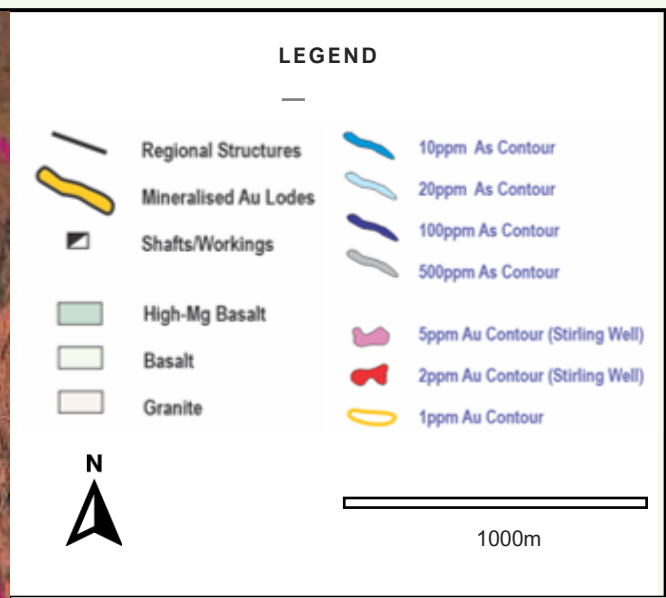 LEGEND
Regional Structures
Mineralised Au Lodes
Shafts/Workings
High-Mg Basalt
Basalt
Granite
10ppm As Contour
20ppm As Contour
100ppm As Contour
500ppm As Contour
5ppm Au Contour (Stirling Well)
2ppm Au Contour (Stirling Well)
1ppm Au Contour
N
1000m